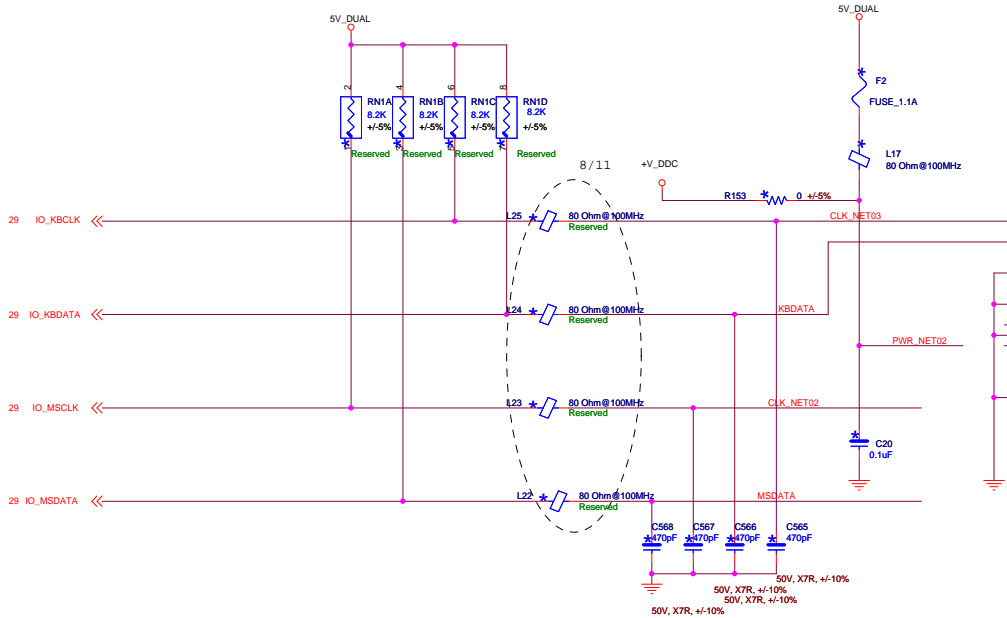 5V_DUAL
5V_DUAL
2
4
6
8
RN1A
8.2K
+/-5%
Reserved
RN1B
8.2K
+/-5%
Reserved
RN1C
8.2K
+/-5%
Reserved
RN1D
8.2K
+/-5%
Reserved
1
3
5
7
F2
FUSE_1.1A
L17
80 Ohm@100MHz
8/11
+V_DDC
R153
0 +/-5%
29 IO_KBCLK
L25
80 Ohm@100MHz
Reserved
CLK_NET03
29 IO_KBDATA
L24
80 Ohm@100MHz
Reserved
KBDATA
PWR_NET02
29 IO_MSCLK
L23
80 Ohm@100MHz
Reserved
CLK_NET02
C20
0.1uF
29 IO_MSDATA
L22
80 Ohm@100MHz
Reserved
MSDATA
C568
470pF
C567
470pF
C566
470pF
C565
470pF
50V, X7R, +/-10%
50V, X7R, +/-10%
50V, X7R, +/-10%
50V, X7R, +/-10%